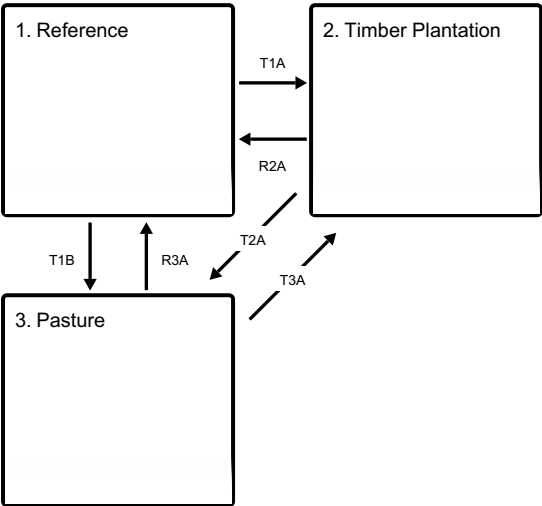 1. Reference
2. Timber Plantation
T1A
R2A
T2A
T1B
R3A
T3A
3. Pasture